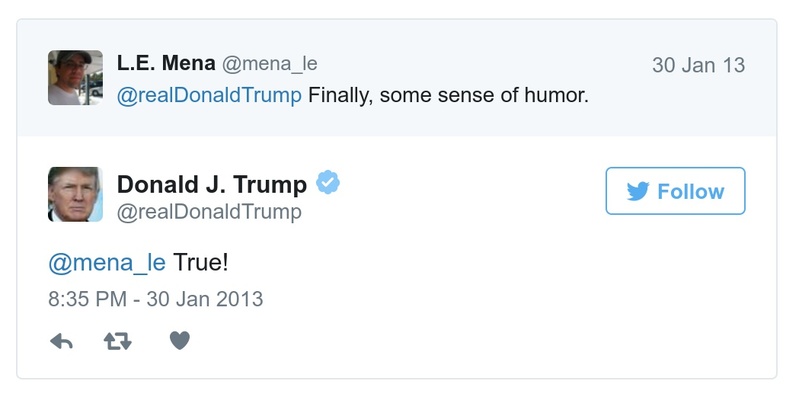 L.E. Mena @mena_le 30 Jan 13
@realDonaldTrump Finally, some sense of humor.
Donald J. Trump
@realDonaldTrump
Follow
@mena_le True!
8:35 PM - 30 Jan 2013